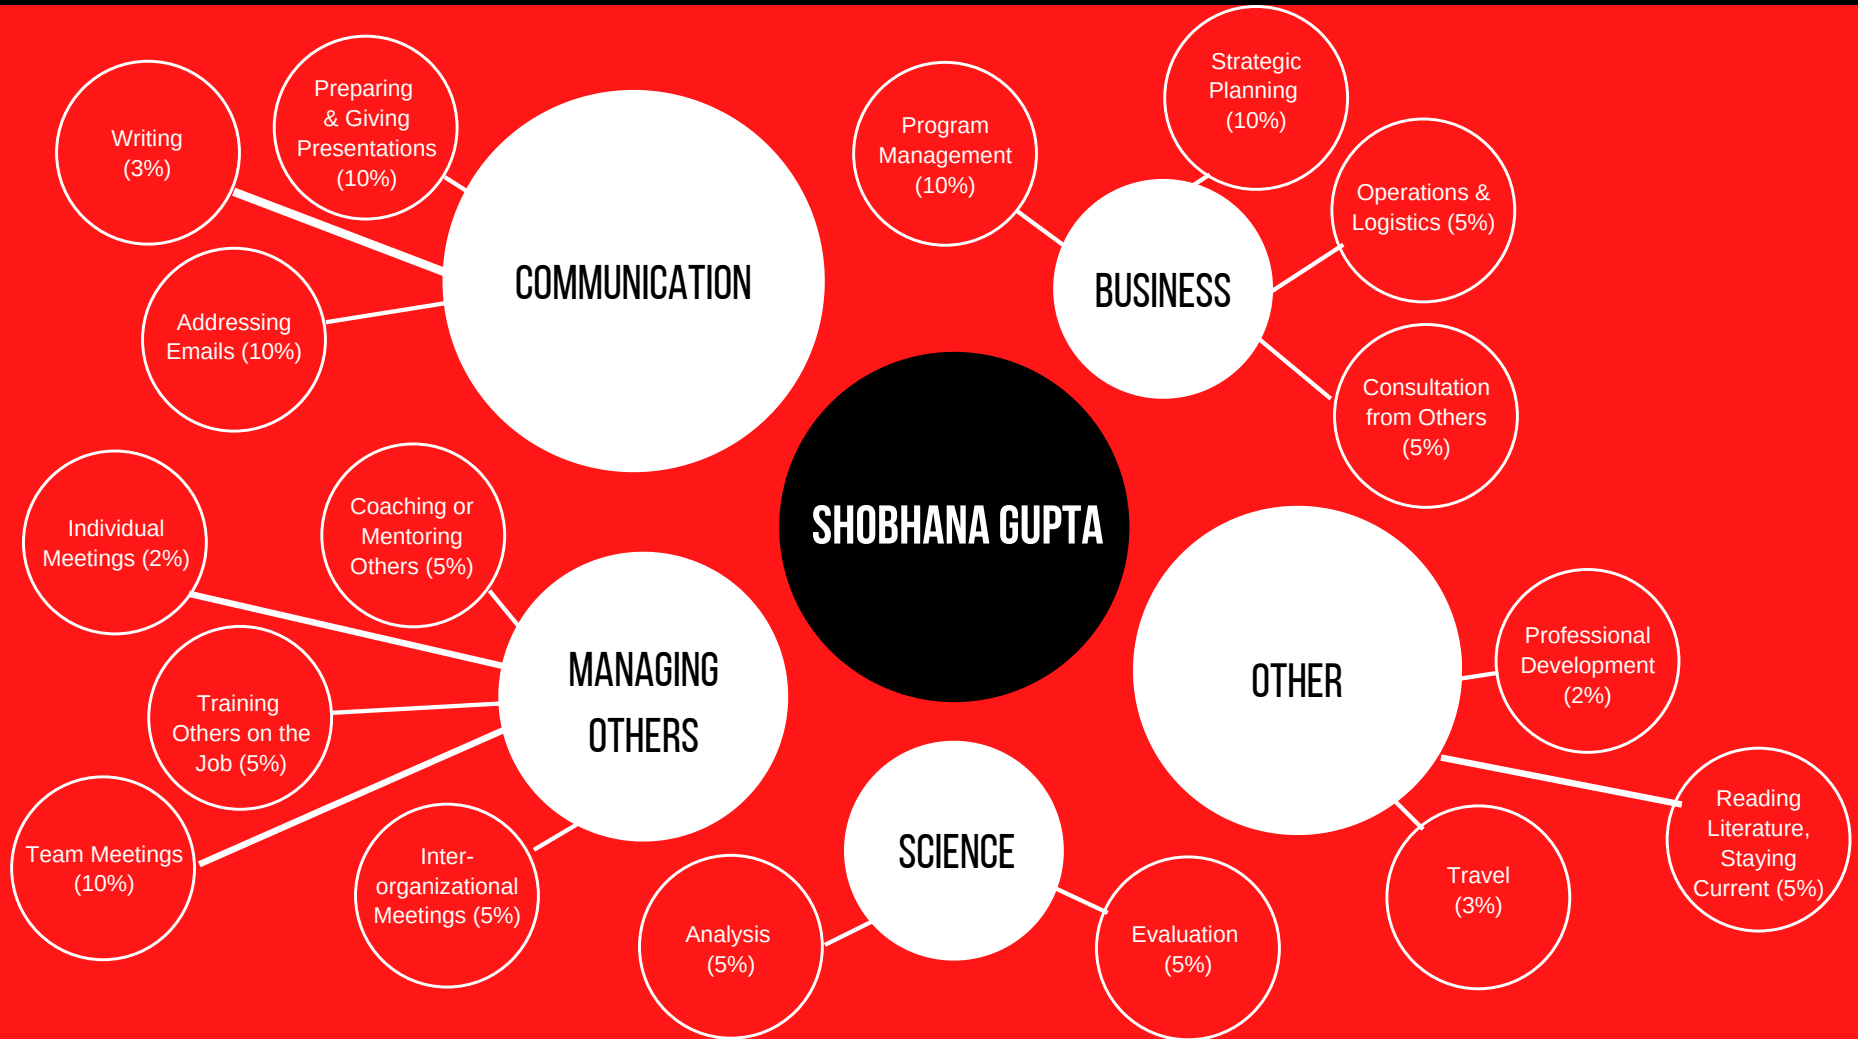 Writing
(3%)
Preparing
& Giving
Presentations
(10%)
Addressing
Emails (10%)
COMMUNICATION
Program
Management
(10%)
Strategic
Planning
(10%)
Operations &
Logistics (5%)
Consultation
from Others
(5%)
BUSINESS
SHOBHANA GUPTA
Individual
Meetings (2%)
Coaching or
Mentoring
Others (5%)
Training
Others on the
Job (5%)
Team Meetings
(10%)
Inter-
organizational
Meetings (5%)
MANAGING
OTHERS
SCIENCE
Analysis
(5%)
Evaluation
(5%)
OTHER
Professional
Development
(2%)
Reading
Literature,
Staying
Current (5%)
Travel
(3%)